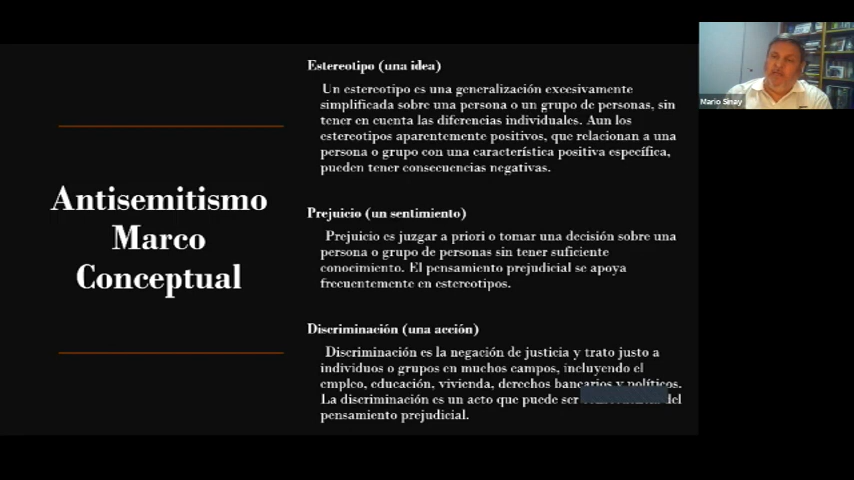 Antisemitismo
Marco
Conceptual
Estereotipo (una idea)
Un estereotipo es una generalización excesivamente
simplificada sobre una persona o un grupo de personas, sin
tener en cuenta las diferencias individuales. Aun los
estereotipos aparentemente positivos, que relacionan a una
persona o grupo con una característica positiva específica,
pueden tener consecuencias negativas.
Prejuicio (un sentimiento)
Prejuicio es juzgar a priori o tomar una decisión sobre una
persona o grupo de personas sin tener suficiente
conocimiento. El pensamiento prejudicial se apoya
frecuentemente en estereotipos.
Discriminación (una acción)
Discriminación es la negación de justicia y trato justo a
individuos o grupos en muchos campos, incluyendo el
empleo, educación, vivienda, derechos bancarios y políticos.
La discriminación es un acto que puede ser del
pensamiento prejudicial.
Mario Sinay